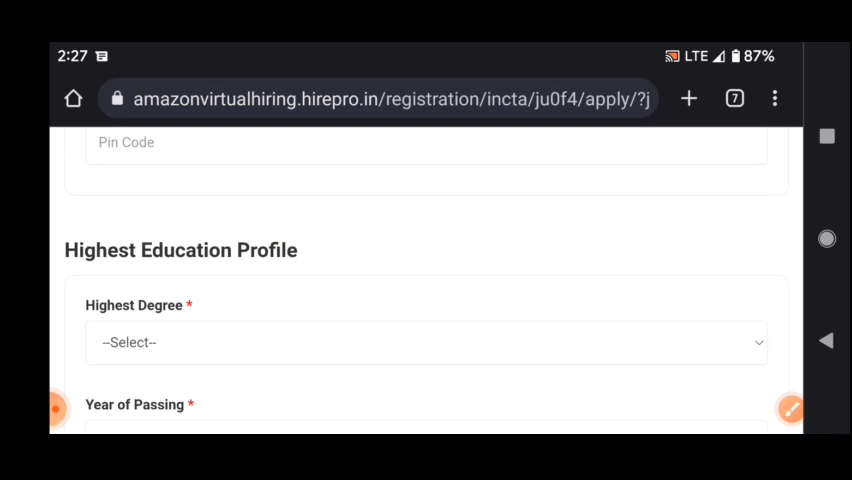 2:27 LTE 87%
amazonvirtualhiring.hirepro.in/registration/incta/ju0f4/apply/?j 7
Pin Code
Highest Education Profile
Highest Degree *
--Select--
Year of Passing *